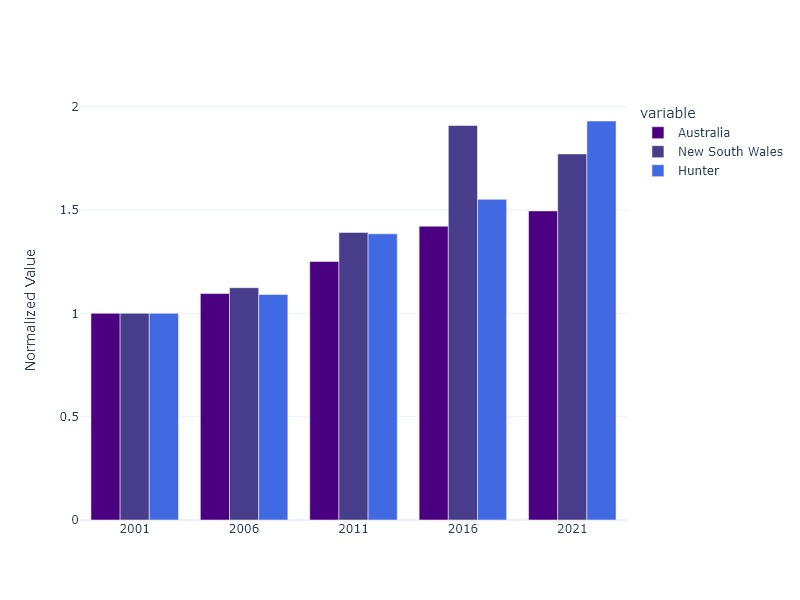 variable
Australia
New South Wales
Hunter
Normalized Value
2
1.5
1
0.5
0
2001 2006 2011 2016 2021